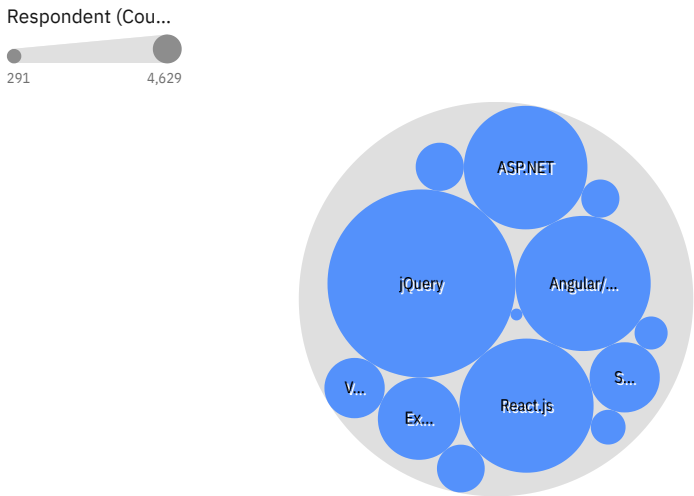 Respondent (Cou...
291
4,629
ASP.NET
jQuery
Angular/...
S...
V...
React.js
Ex...